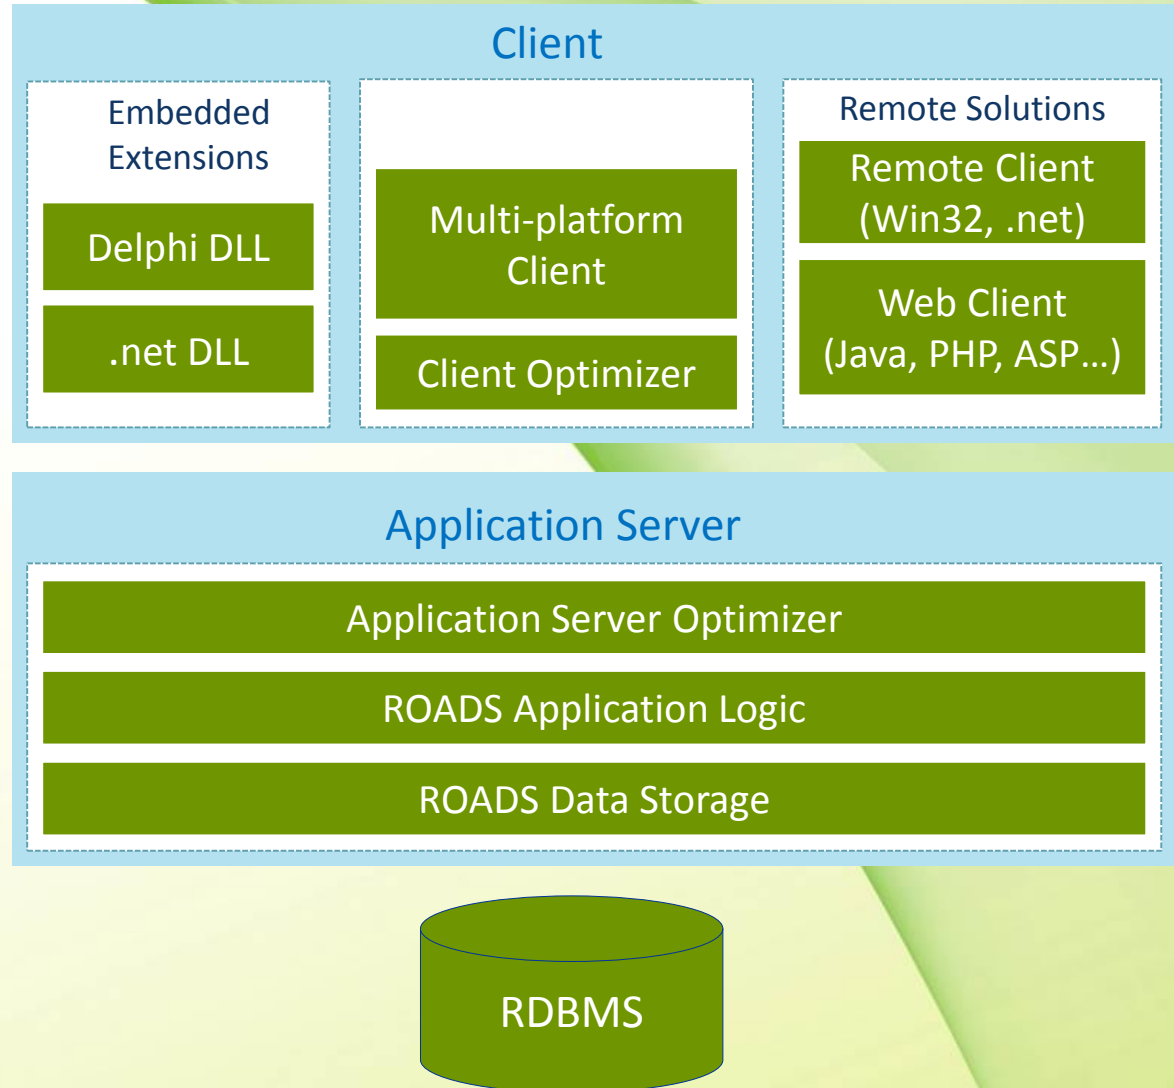 Client
Embedded
Extensions
Delphi DLL
.net DLL
Multi-platform
Client
Client Optimizer
Remote Solutions
Remote Client
(Win32, .net)
Web Client
(Java, PHP, ASP…)
Application Server
Application Server Optimizer
ROADS Application Logic
ROADS Data Storage
RDBMS